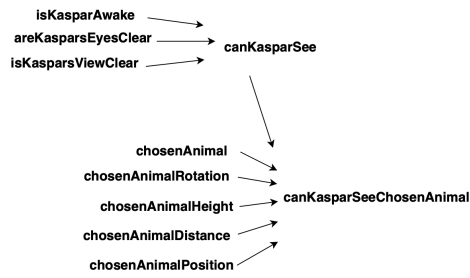 isKasparAwake
areKasparsEyesClear
canKasparSee
isKasparsViewClear
chosenAnimal
chosenAnimalRotation
canKasparSeeChosenAnimal
chosenAnimalHeight
chosenAnimalDistance
chosenAnimalPosition